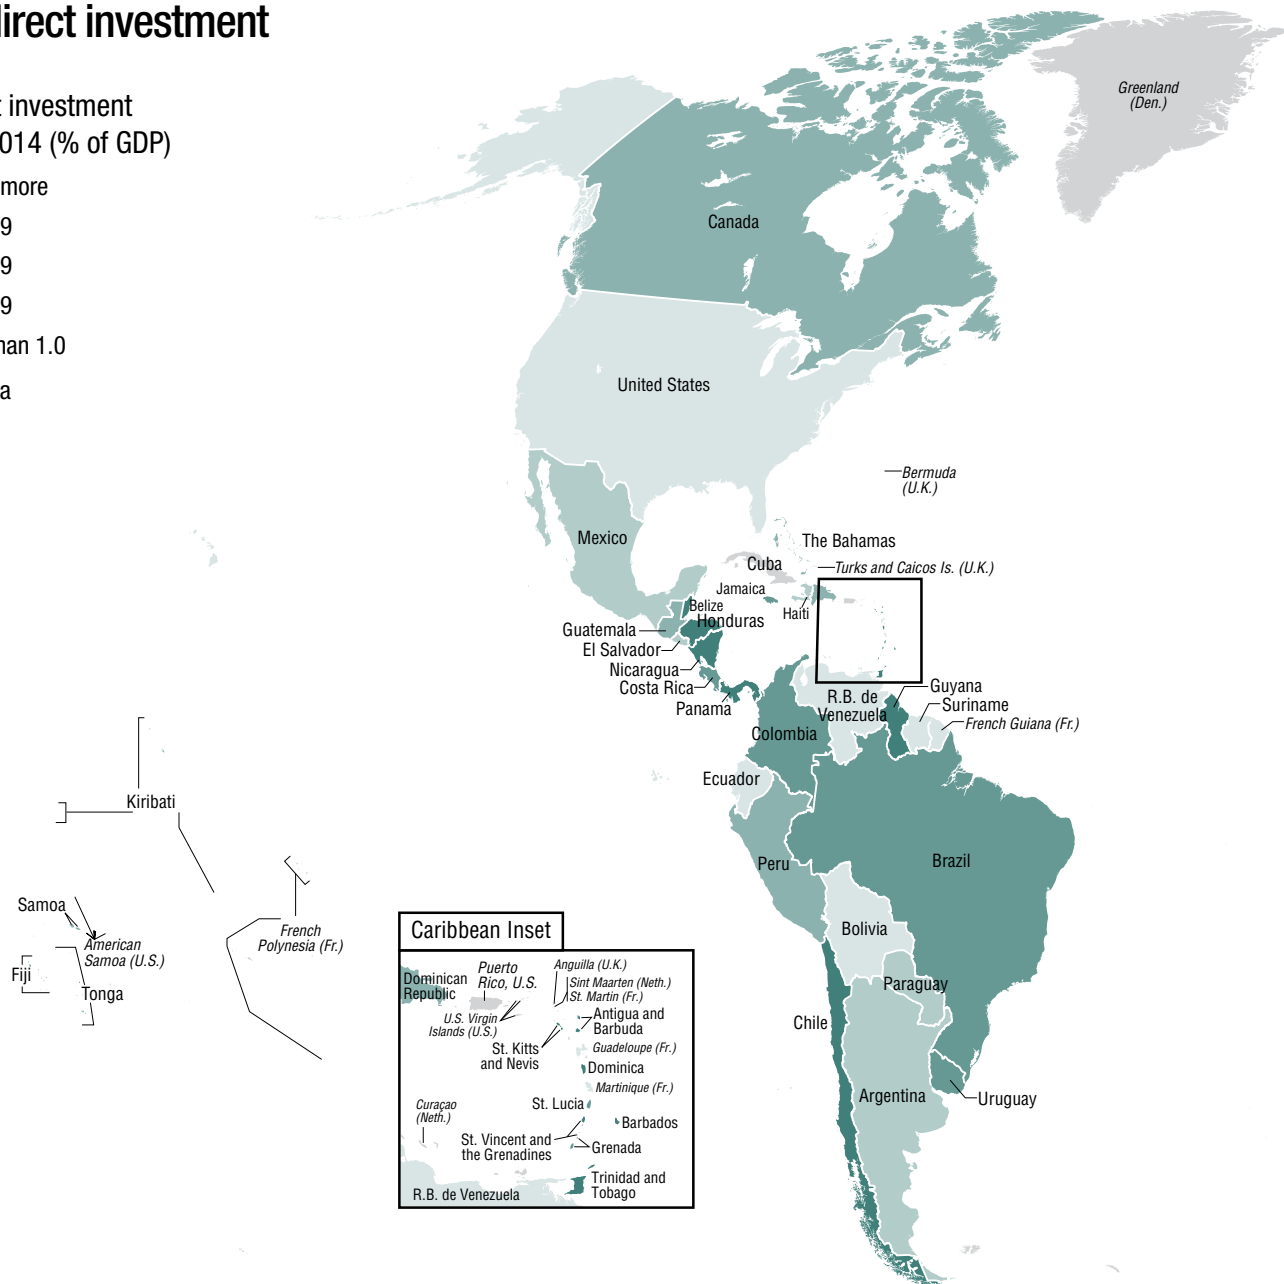 direct investment
t investment
014 (% of GDP)
more
9
9
9
han 1.0
a
Greenland
(Den.)
Canada
United States
Bermuda
(U.K.)
Mexico
The Bahamas
Cuba
Turks and Caicos Is. (U.K.)
Jamaica
Haiti
Belize
Honduras
Guatemala
El Salvador
Nicaragua
Costa Rica
Panama
Guyana
R.B. de
Venezuela
Suriname
French Guiana (Fr.)
Colombia
Ecuador
Kiribati
Peru
Brazil
Samoa
American
Samoa (U.S.)
French
Polynesia (Fr.)
Fiji
Tonga
Bolivia
Paraguay
Chile
Argentina
Uruguay
Caribbean Inset
Dominican
Republic
Puerto
Rico, U.S.
Anguilla (U.K.)
Sint Maarten (Neth.)
St. Martin (Fr.)
U.S. Virgin
Islands (U.S.)
Antigua and
Barbuda
St. Kitts
and Nevis
Guadeloupe (Fr.)
Dominica
Martinique (Fr.)
Curaçao
(Neth.)
St. Lucia
Barbados
St. Vincent and
the Grenadines
Grenada
Trinidad and
Tobago
R.B. de Venezuela